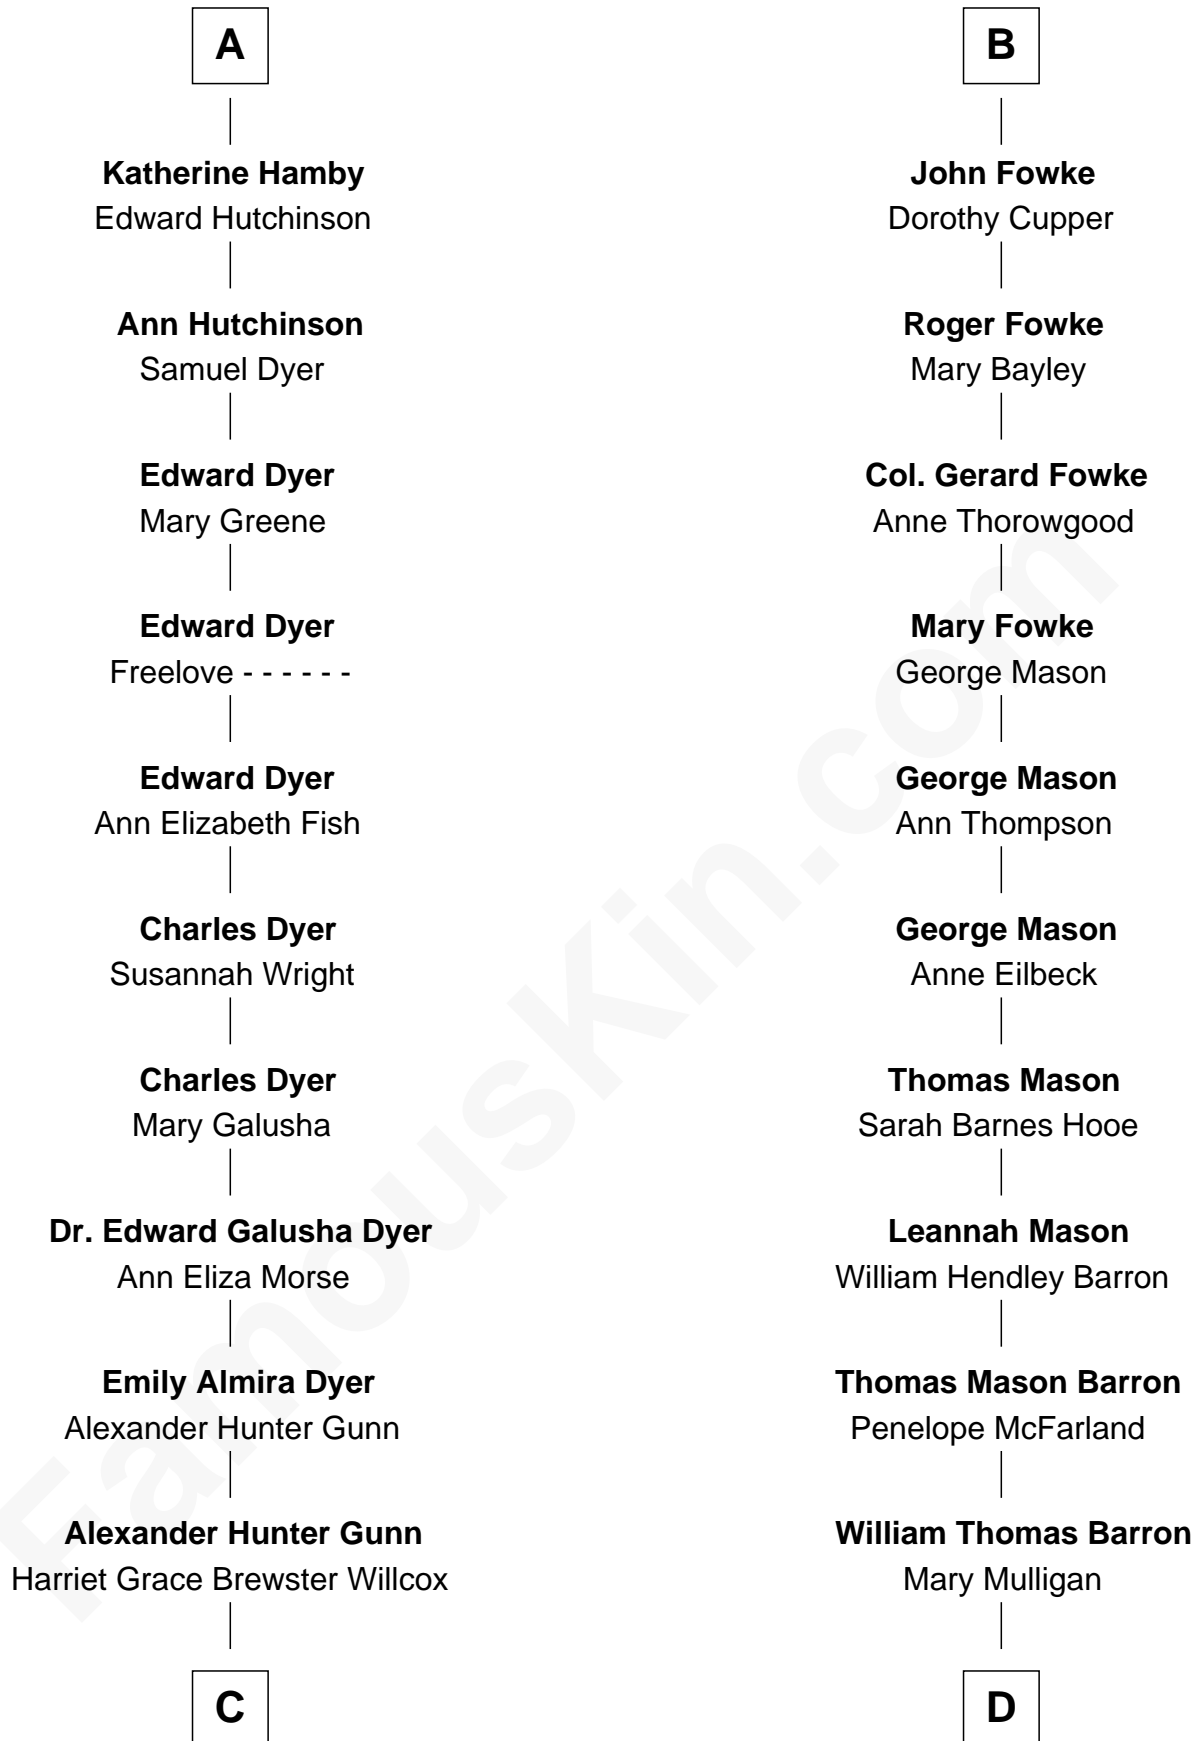 A
Katherine Hamby
Edward Hutchinson
Ann Hutchinson
Samuel Dyer
Edward Dyer
Mary Greene
Edward Dyer
Freelove - - - - - -
Edward Dyer
Ann Elizabeth Fish
Charles Dyer
Susannah Wright
Charles Dyer
Mary Galusha
Dr. Edward Galusha Dyer
Ann Eliza Morse
Emily Almira Dyer
Alexander Hunter Gunn
Alexander Hunter Gunn
Harriet Grace Brewster Willcox
C
B
John Fowke
Dorothy Cupper
Roger Fowke
Mary Bayley
Col. Gerard Fowke
Anne Thorowgood
Mary Fowke
George Mason
George Mason
Ann Thompson
George Mason
Anne Eilbeck
Thomas Mason
Sarah Barnes Hooe
Leannah Mason
William Hendley Barron
Thomas Mason Barron
Penelope McFarland
William Thomas Barron
Mary Mulligan
D
FamousKin.com